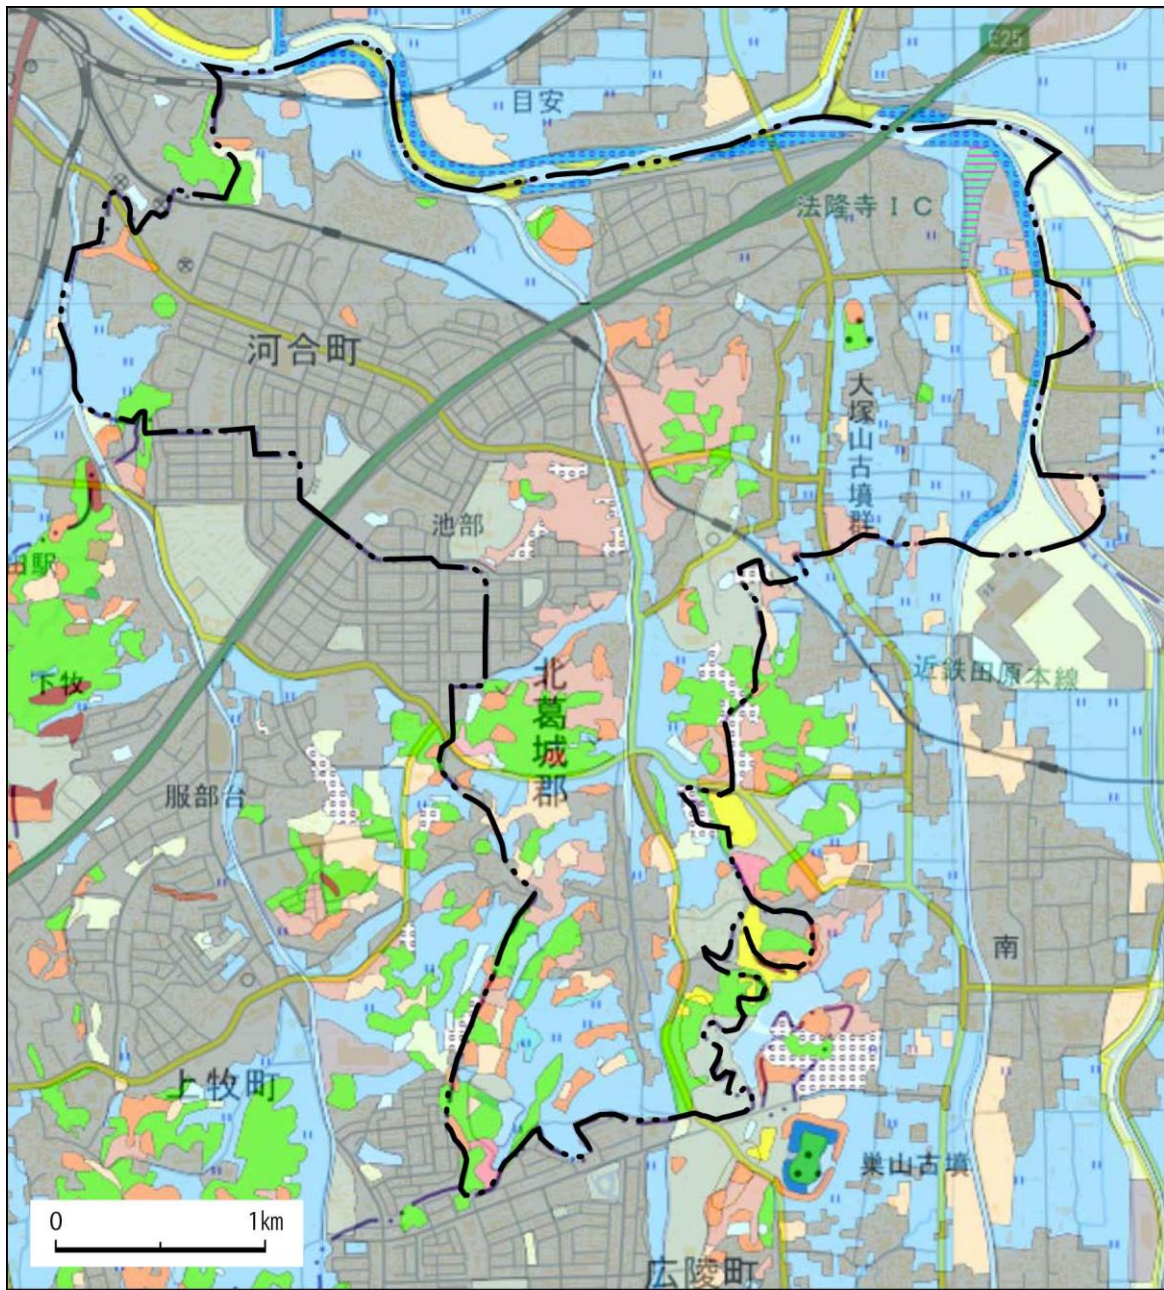 E25
目安
法隆寺IC
河合町
大塚山古墳群
池部
田駅
下牧
北葛城郡
近鉄田原本線
服部台
南
上牧町
巣山古墳
広陵町
0 1km